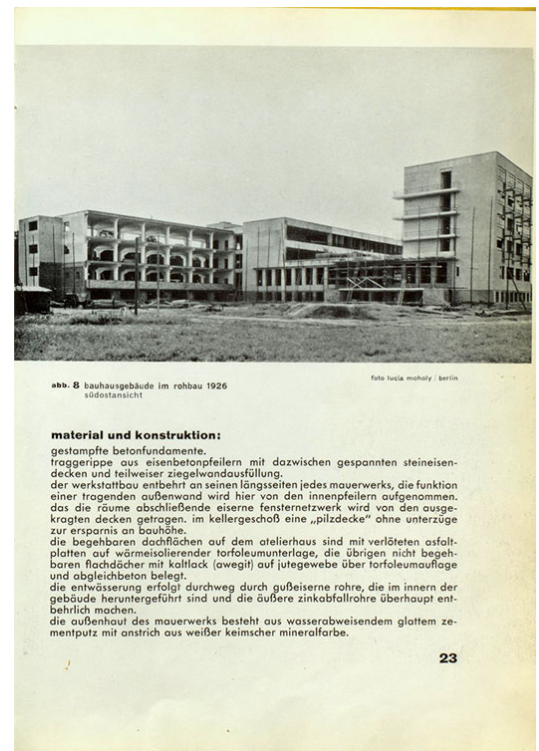 abb. 8 bauhausgebäude im rohbau 1926
südostansicht
foto lucia moholy / berlin
material und konstruktion:
gestampfte betonfundamente.
traggerippe aus eisenbetonpfeilern mit dazwischen gespannten steineisen-
decken und teilweiser ziegelwandausfüllung.
der werkstattbau entbehrt an seinen längsseiten jedes mauerwerks, die funktion
einer tragenden außenwand wird hier von den innenpfeilern aufgenommen.
das die räume abschließende eiserne fensternetzwerk wird von den ausge-
kragten decken getragen. im kellergeschoß eine „pilzdecke“ ohne unterzüge
zur ersparnis an bauhöhe.
die begehbaren dachflächen auf dem atelierhaus sind mit verlöteten asfalt-
platten auf wärmeisolierender torfoleumunterlage, die übrigen nicht begeh-
baren flachdächer mit kaltlack (awegit) auf jutegewebe über torfoleumauflage
und abgleichbeton belegt.
die entwässerung erfolgt durchweg durch gußeiserne rohre, die im innern der
gebäude heruntergeführt sind und die äußere zinkabfallrohre überhaupt ent-
behrlich machen.
die außenhaut des mauerwerks besteht aus wasserabweisendem glattem ze-
mentputz mit anstrich aus weißer keimscher mineralfarbe.
23